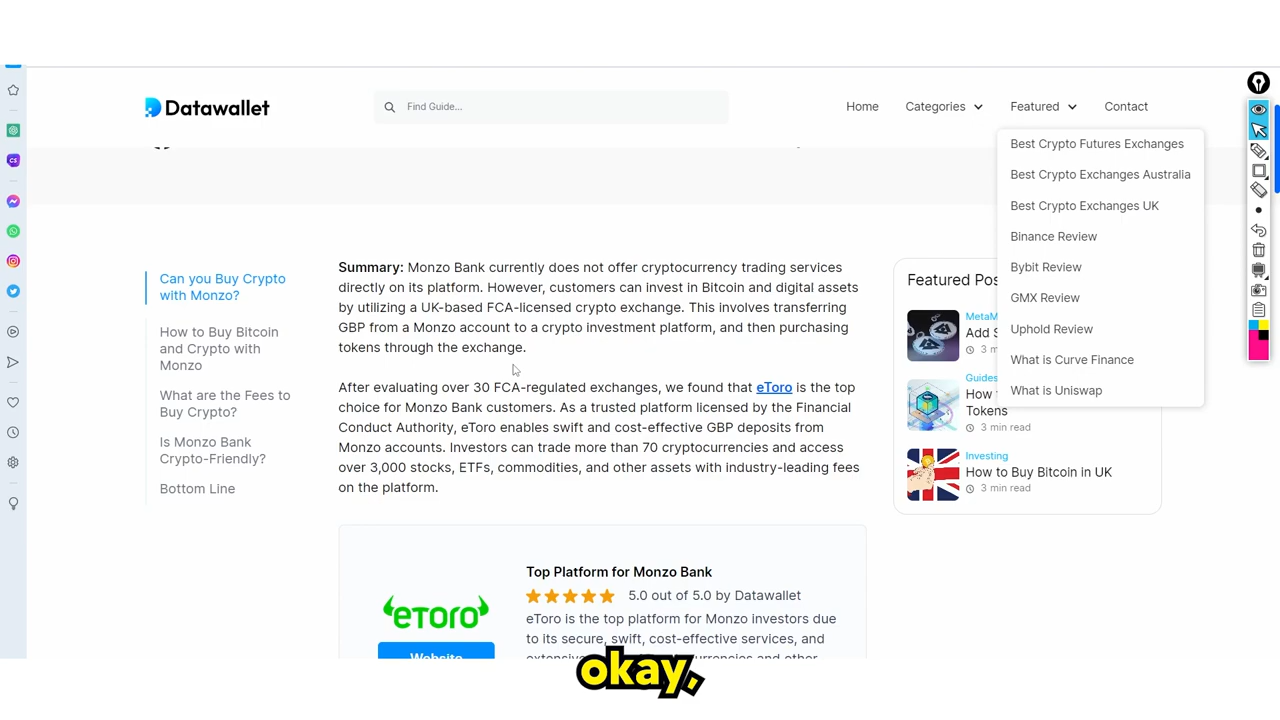 Datawallet
Find Guide...
Home
Categories
Featured
Contact
Best Crypto Futures Exchanges
Best Crypto Exchanges Australia
Best Crypto Exchanges UK
Binance Review
Bybit Review
GMX Review
Uphold Review
What is Curve Finance
What is Uniswap
Can you Buy Crypto
with Monzo?
How to Buy Bitcoin
and Crypto with
Monzo
What are the Fees to
Buy Crypto?
Is Monzo Bank
Crypto-Friendly?
Bottom Line
Summary: Monzo Bank currently does not offer cryptocurrency trading services
directly on its platform. However, customers can invest in Bitcoin and digital assets
by utilizing a UK-based FCA-licensed crypto exchange. This involves transferring
GBP from a Monzo account to a crypto investment platform, and then purchasing
tokens through the exchange.
After evaluating over 30 FCA-regulated exchanges, we found that eToro is the top
choice for Monzo Bank customers. As a trusted platform licensed by the Financial
Conduct Authority, eToro enables swift and cost-effective GBP deposits from
Monzo accounts. Investors can trade more than 70 cryptocurrencies and access
over 3,000 stocks, ETFs, commodities, and other assets with industry-leading fees
on the platform.
Featured Pos
MetaM
Add S
3 m
Guides
How
Tokens
3 min read
Investing
How to Buy Bitcoin in UK
3 min read
eToro
Website
Top Platform for Monzo Bank
5.0 out of 5.0 by Datawallet
eToro is the top platform for Monzo investors due
to its secure, swift, cost-effective services, and
okay,